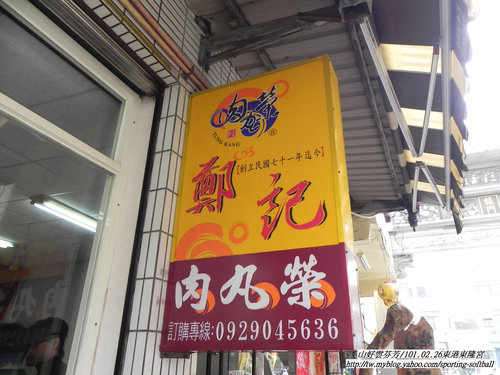 肉丸榮
®
TUNG KANG
【創立民國七十一年迄今】
鄭記
肉丸榮
訂購專線:0929045636
山好雲芬芳/101.02.26東港東隆宮
http://tw.myblog.yahoo.com/sporting-softball